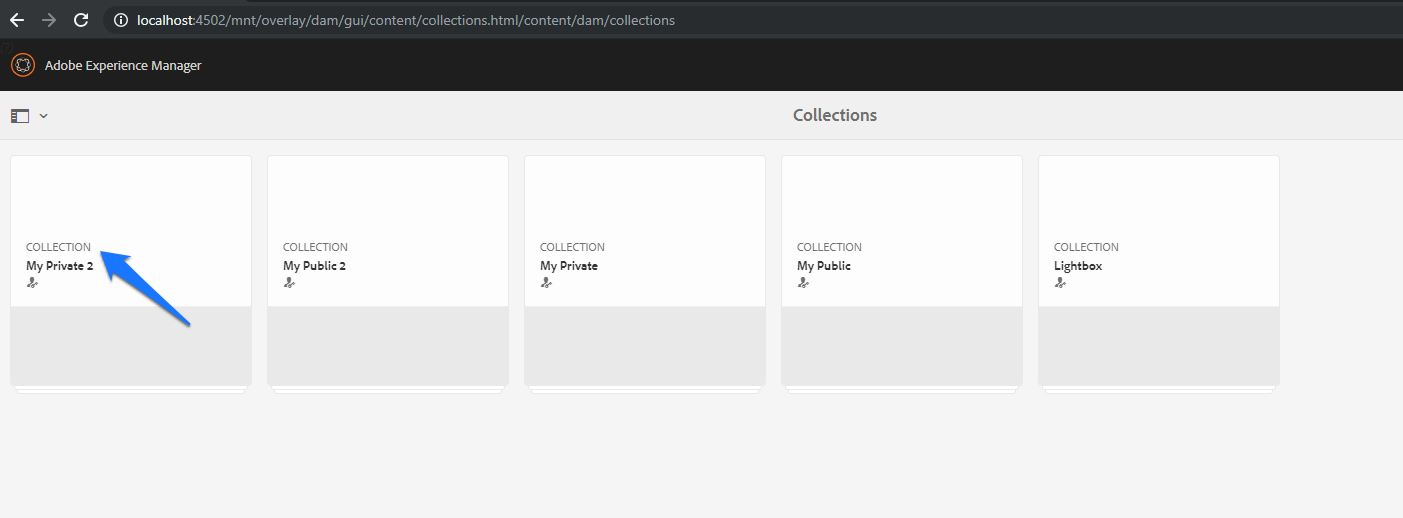 localhost:4502/mnt/overlay/dam/gui/content/collections.html/content/dam/collections
Adobe Experience Manager
Collections
COLLECTION
My Private 2
COLLECTION
My Public 2
COLLECTION
My Private
COLLECTION
My Public
COLLECTION
Lightbox